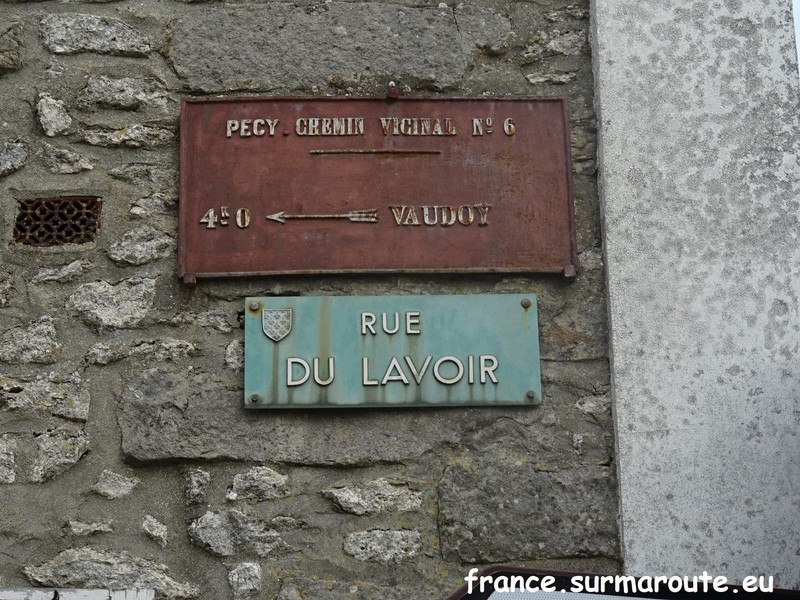 PECY . CHEMIN VICINAL Nº 6
4ᴷ0 VAUDOY
RUE
DU LAVOIR
france.surmaroute.eu